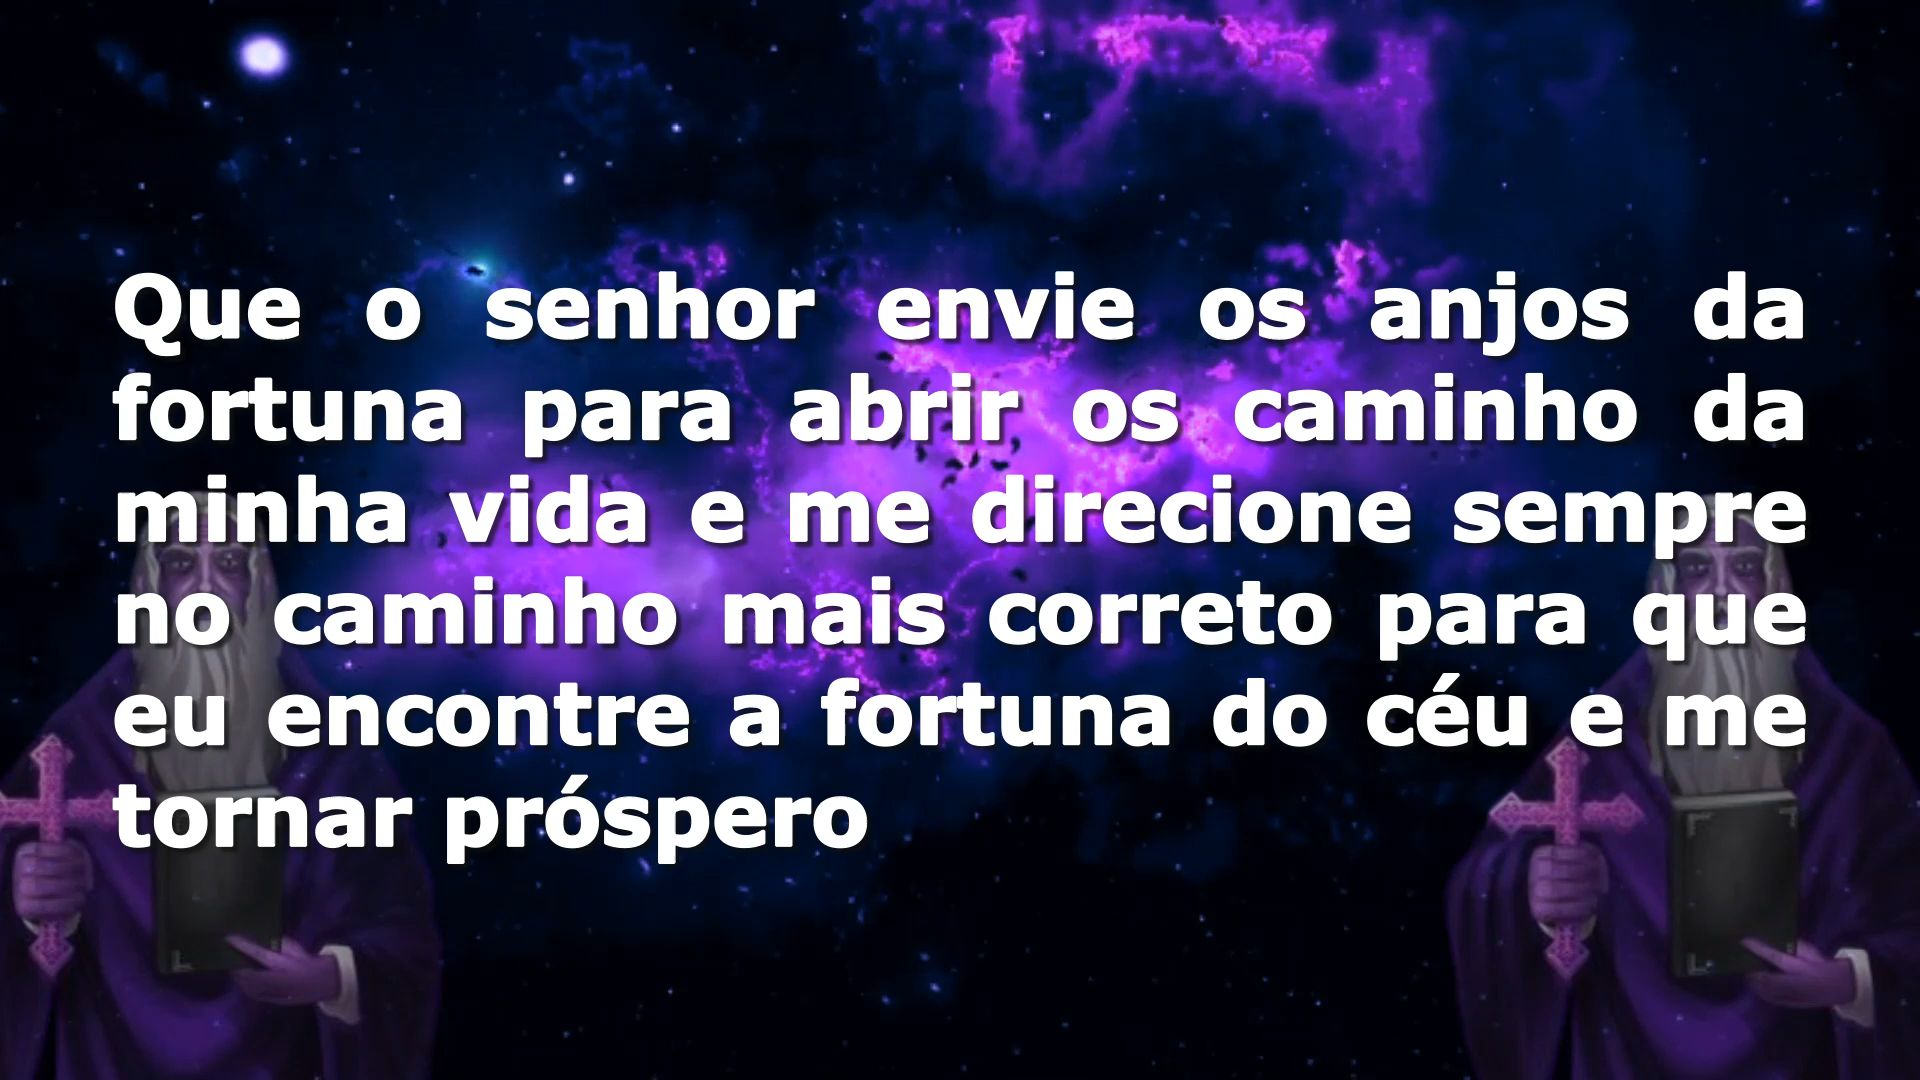 Que o senhor envie os anjos da
fortuna para abrir os caminho da
minha vida e me direcione sempre
no caminho mais correto para que
eu encontre a fortuna do céu e me
tornar próspero